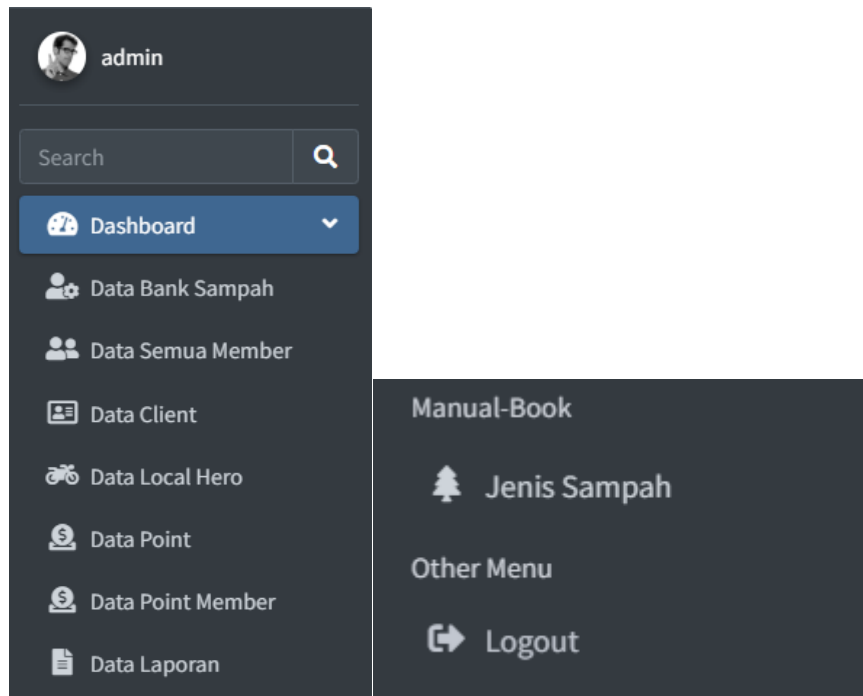 admin
Search
Dashboard
Data Bank Sampah
Data Semua Member
Data Client
Data Local Hero
Data Point
Data Point Member
Data Laporan
Manual-Book
Jenis Sampah
Other Menu
Logout